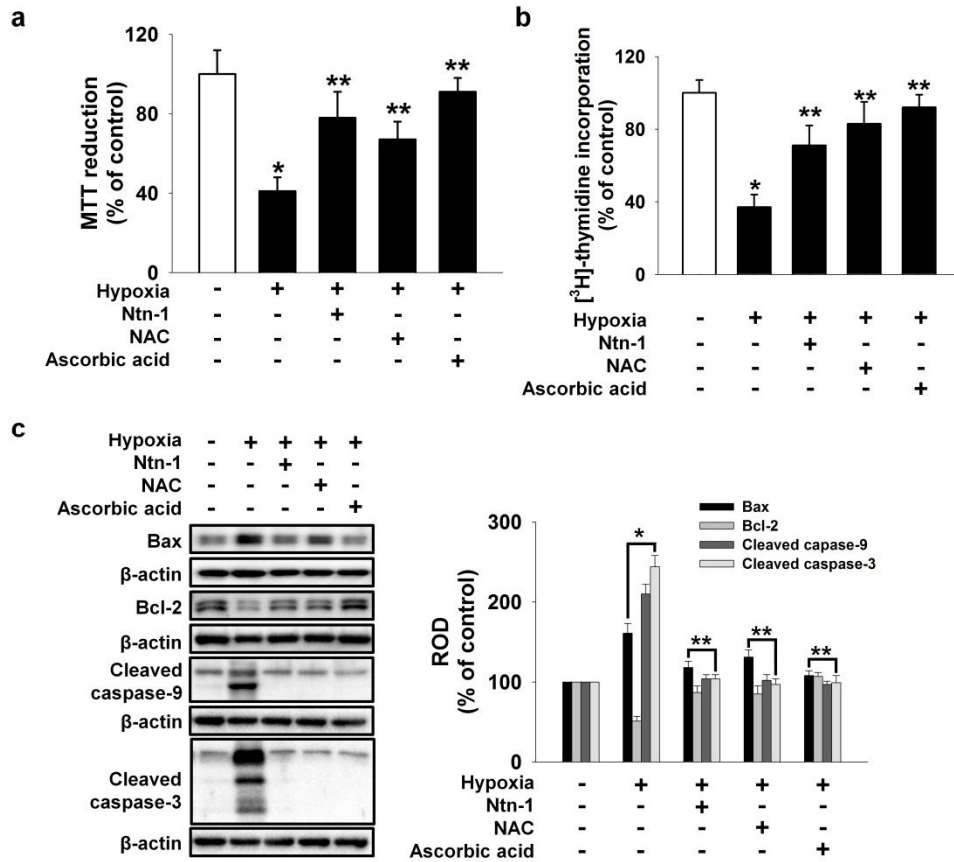 a
MTT reduction
(% of control)
120
80
40
0
*
**
**
**
Hypoxia - + + + +
Ntn-1 - - + - -
NAC - - - + -
Ascorbic acid - - - - +
b
[³H]-thymidine incorporation
(% of control)
120
80
40
0
*
**
**
**
Hypoxia - + + + +
Ntn-1 - - + - -
NAC - - - + -
Ascorbic acid - - - - +
c
Hypoxia - + + + +
Ntn-1 - - + - -
NAC - - - + -
Ascorbic acid - - - - +
Bax
β-actin
Bcl-2
β-actin
Cleaved
caspase-9
β-actin
Cleaved
caspase-3
β-actin
ROD
(% of control)
300
200
100
0
Bax
Bcl-2
Cleaved capase-9
Cleaved caspase-3
*
**
**
**
Hypoxia - + + + +
Ntn-1 - - + - -
NAC - - - + -
Ascorbic acid - - - - +